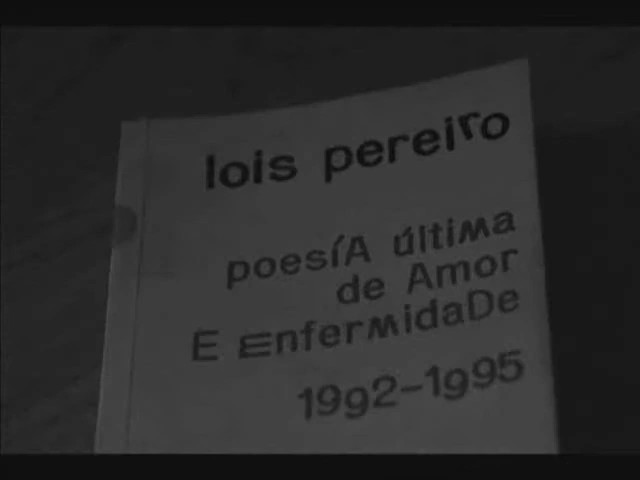 lois pereiro
poesíA última
de Amor
E EnferMidaDe
1992-1995